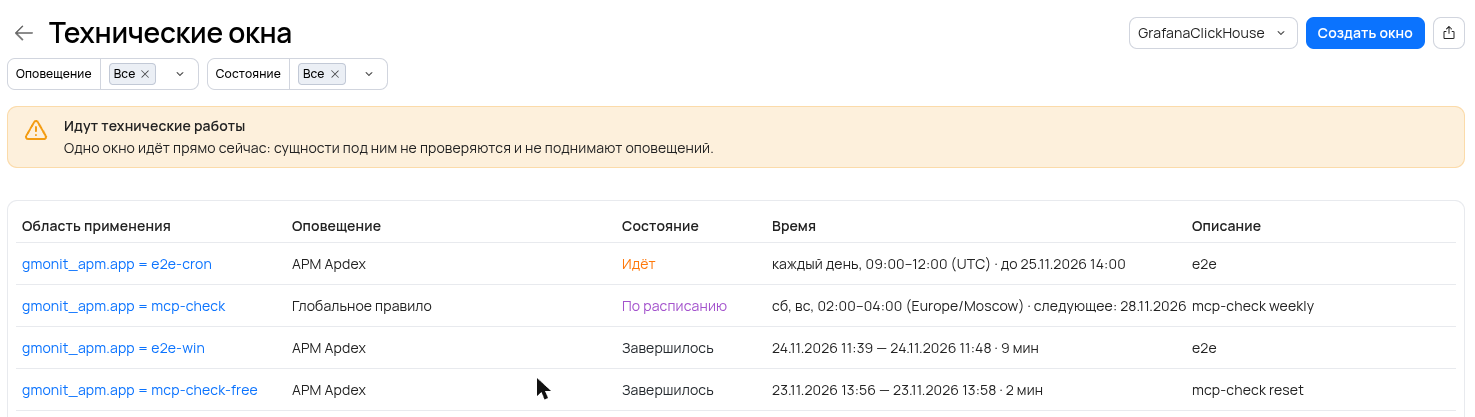 Технические окна
GrafanaClickHouse
Создать окно
Оповещение Все
Состояние Все
Идут технические работы
Одно окно идёт прямо сейчас: сущности под ним не проверяются и не поднимают оповещений.
Область применения Оповещение Состояние Время Описание
gmonit_apm.app = e2e-cron APM Apdex Идёт каждый день, 09:00–12:00 (UTC) · до 25.11.2026 14:00 e2e
gmonit_apm.app = mcp-check Глобальное правило По расписанию сб, вс, 02:00–04:00 (Europe/Moscow) · следующее: 28.11.2026 mcp-check weekly
gmonit_apm.app = e2e-win APM Apdex Завершилось 24.11.2026 11:39 — 24.11.2026 11:48 · 9 мин e2e
gmonit_apm.app = mcp-check-free APM Apdex Завершилось 23.11.2026 13:56 — 23.11.2026 13:58 · 2 мин mcp-check reset